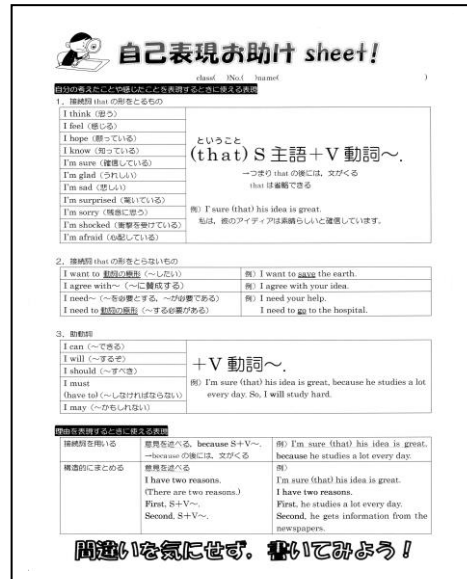 自己表現お助け sheet!
class( )No.( )name( )
自分の考えたことや感じたことを表現するときに使える表現
1．接続詞 that の形をとるもの
I think（思う）
I feel（感じる）
I hope（願っている）
I know（知っている）
I'm sure（確信している）
I'm glad（うれしい）
I'm sad（悲しい）
I'm surprised（驚いている）
I'm sorry（残念に思う）
I'm shocked（衝撃を受けている）
I'm afraid（心配している）
ということ
(that) S 主語＋V 動詞～.
→つまり that の後には，文がくる
that は省略できる
例）I'm sure (that) his idea is great.
私は，彼のアイディアは素晴らしいと確信しています。
2．接続詞 that の形をとらないもの
I want to 動詞の原形（～したい） 例）I want to save the earth.
I agree with～（～に賛成する） 例）I agree with your idea.
I need～（～を必要とする，～が必要である） 例）I need your help.
I need to 動詞の原形（～する必要がある） I need to go to the hospital.
3．助動詞
I can（～できる）
I will（～するぞ）
I should（～すべき）
I must
(have to)（～しなければならない）
I may（～かもしれない）
＋V 動詞～.
例）I'm sure (that) his idea is great, because he studies a lot
every day. So, I will study hard.
理由を表現するときに使える表現
接続詞を用いる
意見を述べる, because S+V～.
→because の後には，文がくる
例）I'm sure (that) his idea is great,
because he studies a lot every day.
構造的にまとめる
意見を述べる
I have two reasons.
(There are two reasons.)
First, S+V～.
Second, S+V～.
例）
I'm sure (that) his idea is great.
I have two reasons.
First, he studies a lot every day.
Second, he gets information from the
newspapers.
間違いを気にせず，書いてみよう！